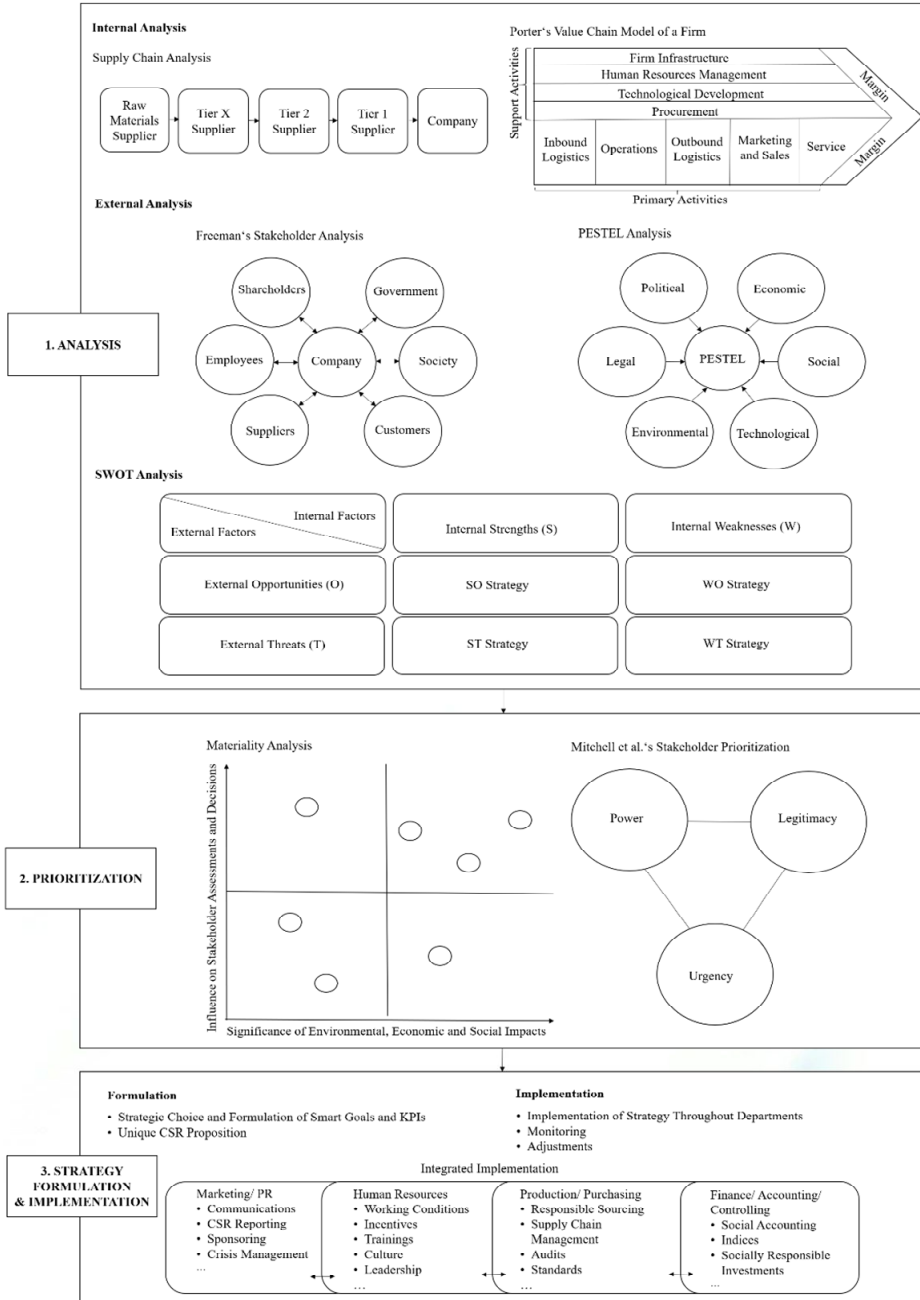 Internal Analysis
Supply Chain Analysis
Raw
Materials
Supplier
Tier X
Supplier
Tier 2
Supplier
Tier 1
Supplier
Company
Porter‘s Value Chain Model of a Firm
Support Activities
Firm Infrastructure
Human Resources Management
Technological Development
Procurement
Inbound
Logistics
Operations
Outbound
Logistics
Marketing
and Sales
Service
Margin
Margin
Primary Activities
External Analysis
Freeman‘s Stakeholder Analysis
Shareholders
Government
Employees
Company
Society
Suppliers
Customers
PESTEL Analysis
Political
Economic
Legal
PESTEL
Social
Environmental
Technological
1. ANALYSIS
SWOT Analysis
Internal Factors
External Factors
Internal Strengths (S)
Internal Weaknesses (W)
External Opportunities (O)
SO Strategy
WO Strategy
External Threats (T)
ST Strategy
WT Strategy
2. PRIORITIZATION
Materiality Analysis
Influence on Stakeholder Assessments and Decisions
Significance of Environmental, Economic and Social Impacts
Mitchell et al.‘s Stakeholder Prioritization
Power
Legitimacy
Urgency
3. STRATEGY
FORMULATION
& IMPLEMENTATION
Formulation
• Strategic Choice and Formulation of Smart Goals and KPIs
• Unique CSR Proposition
Implementation
• Implementation of Strategy Throughout Departments
• Monitoring
• Adjustments
Integrated Implementation
Marketing/ PR
• Communications
• CSR Reporting
• Sponsoring
• Crisis Management
...
Human Resources
• Working Conditions
• Incentives
• Trainings
• Culture
• Leadership
...
Production/ Purchasing
• Responsible Sourcing
• Supply Chain
Management
• Audits
• Standards
...
Finance/ Accounting/
Controlling
• Social Accounting
• Indices
• Socially Responsible
Investments
...